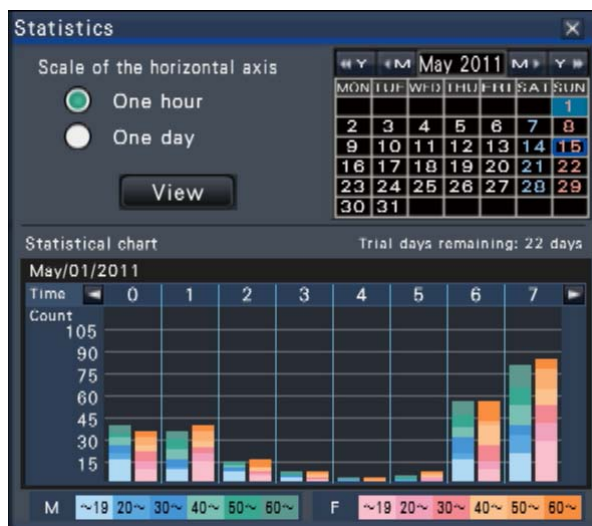 Statistics
Scale of the horizontal axis
One hour
One day
View
Y M May 2011 M Y
MON TUE WED THU FRI SAT SUN
1
2 3 4 5 6 7 8
9 10 11 12 13 14 15
16 17 18 19 20 21 22
23 24 25 26 27 28 29
30 31
Statistical chart Trial days remaining: 22 days
May/01/2011
Time 0 1 2 3 4 5 6 7
Count
105
90
75
60
45
30
15
M ~19 20~ 30~ 40~ 50~ 60~ F ~19 20~ 30~ 40~ 50~ 60~